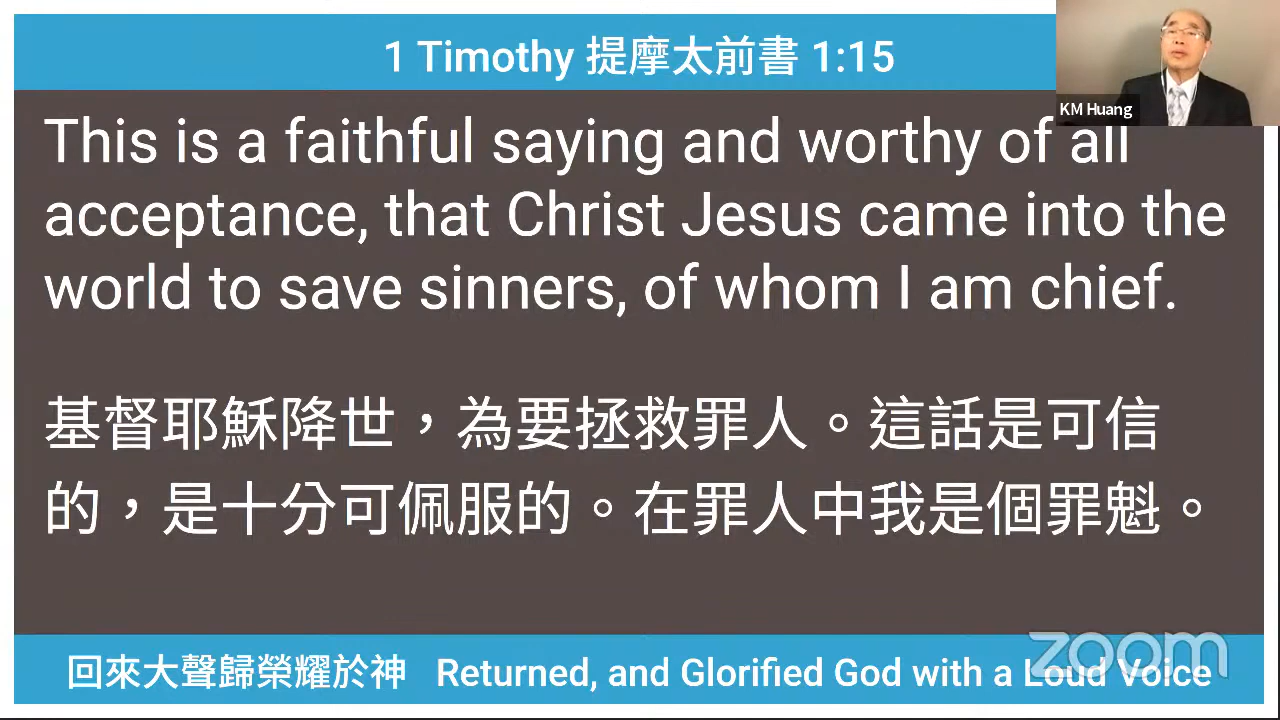 1 Timothy 提摩太前書 1:15
KM Huang
This is a faithful saying and worthy of all
acceptance, that Christ Jesus came into the
world to save sinners, of whom I am chief.
基督耶穌降世，為要拯救罪人。這話是可信
的，是十分可佩服的。在罪人中我是個罪魁。
回來大聲歸榮耀於神 Returned, and Glorified God with a Loud Voice
zoom